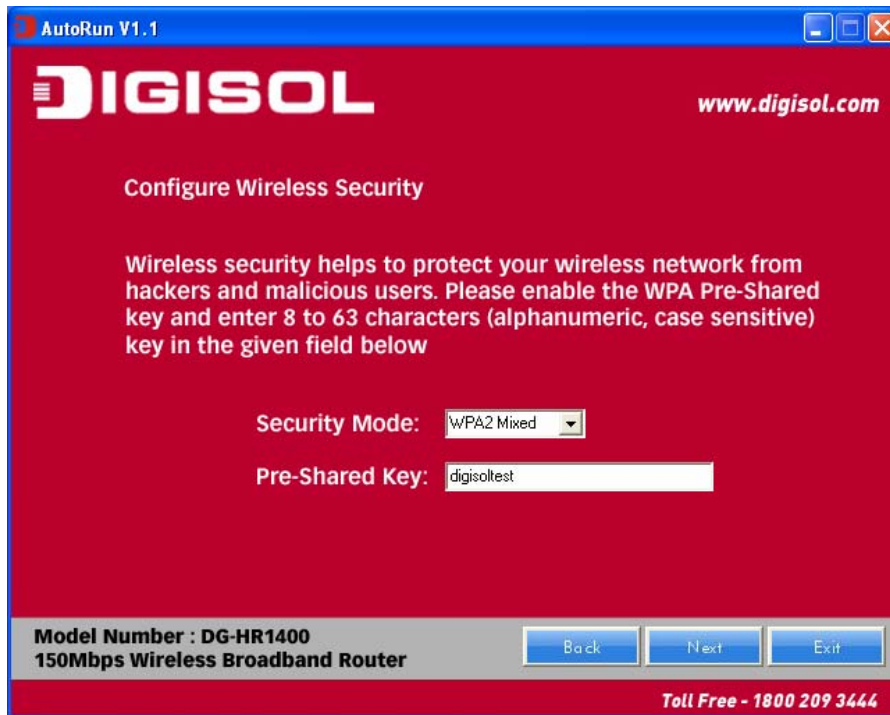 AutoRun V1.1
DIGISOL
www.digisol.com
Configure Wireless Security
Wireless security helps to protect your wireless network from
hackers and malicious users. Please enable the WPA Pre-Shared
key and enter 8 to 63 characters (alphanumeric, case sensitive)
key in the given field below
Security Mode: WPA2 Mixed
Pre-Shared Key: digisoltest
Model Number : DG-HR1400
150Mbps Wireless Broadband Router
Back Next Exit
Toll Free - 1800 209 3444